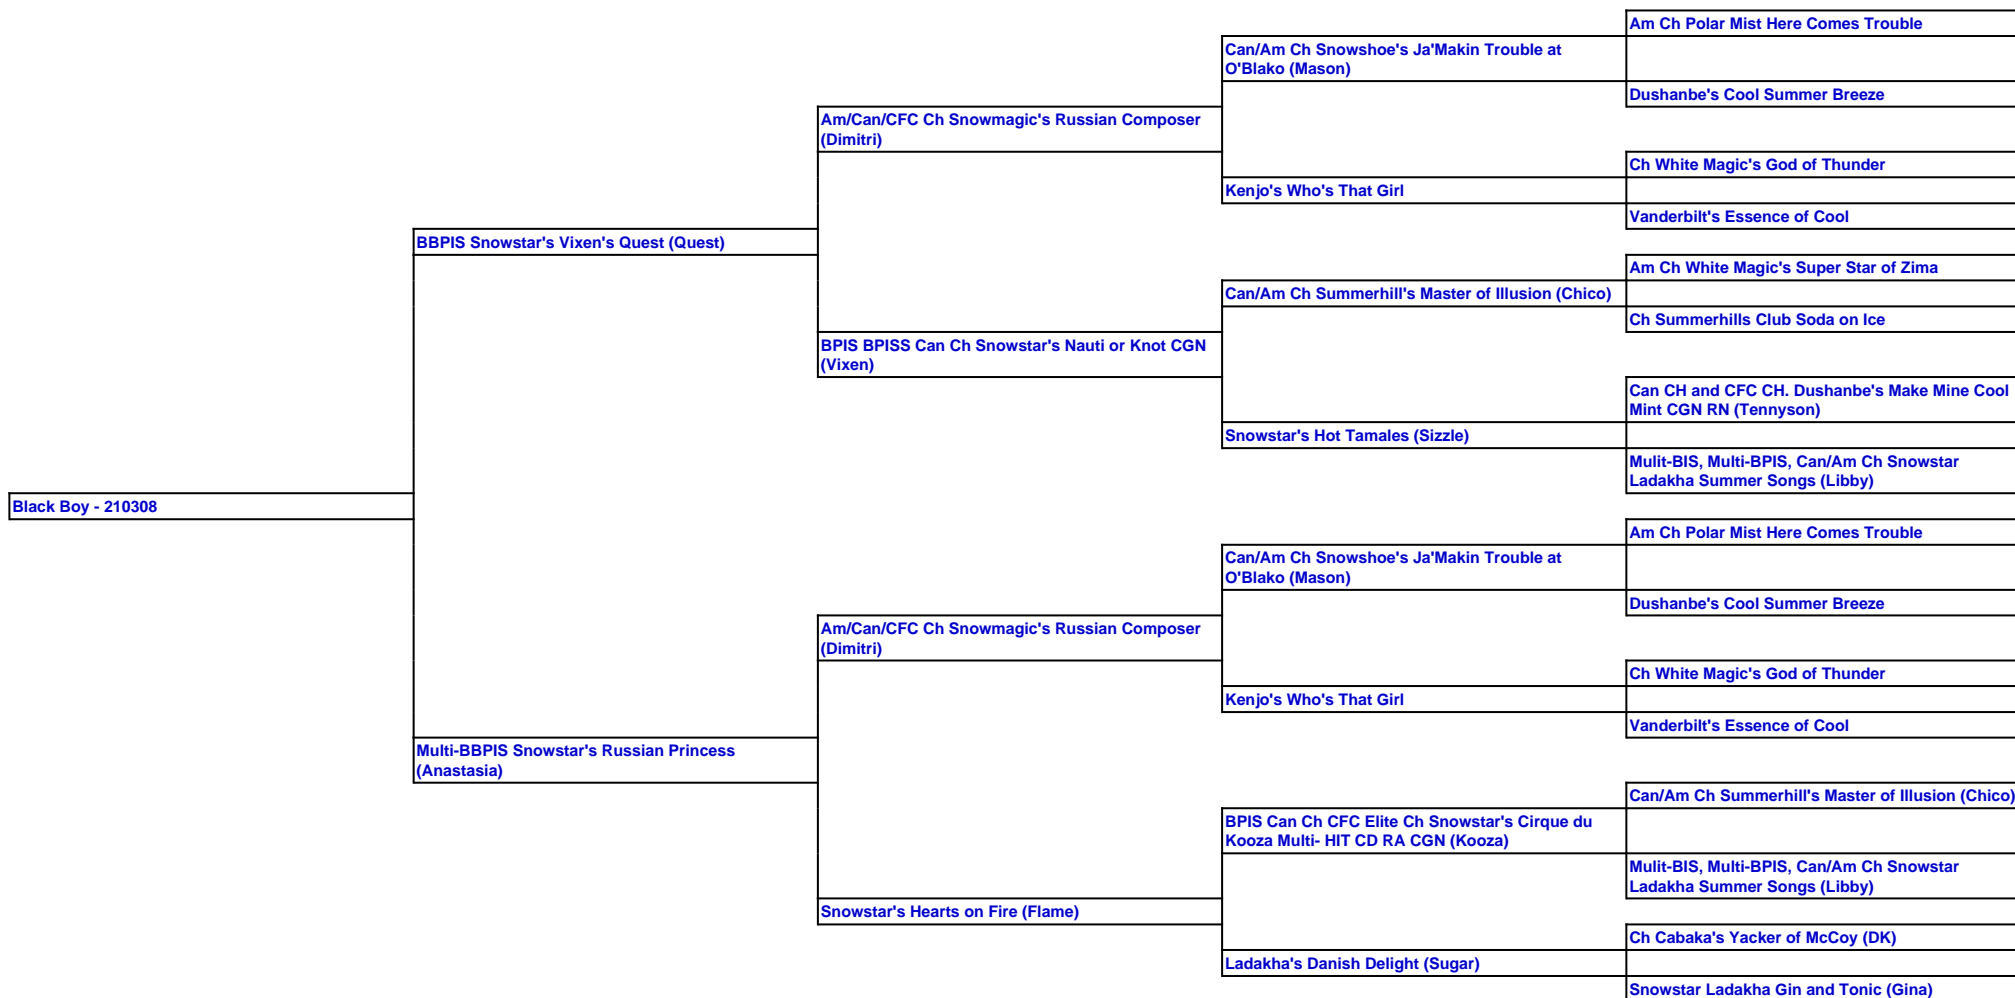 Am Ch Polar Mist Here Comes Trouble
Can/Am Ch Snowshoe's Ja'Makin Trouble at
O'Blako (Mason)
Dushanbe's Cool Summer Breeze
Am/Can/CFC Ch Snowmagic's Russian Composer
(Dimitri)
Ch White Magic's God of Thunder
Kenjo's Who's That Girl
Vanderbilt's Essence of Cool
BBPIS Snowstar's Vixen's Quest (Quest)
Am Ch White Magic's Super Star of Zima
Can/Am Ch Summerhill's Master of Illusion (Chico)
Ch Summerhills Club Soda on Ice
BPIS BPISS Can Ch Snowstar's Nauti or Knot CGN
(Vixen)
Can CH and CFC CH. Dushanbe's Make Mine Cool
Mint CGN RN (Tennyson)
Snowstar's Hot Tamales (Sizzle)
Mulit-BIS, Multi-BPIS, Can/Am Ch Snowstar
Ladakha Summer Songs (Libby)
Black Boy - 210308
Am Ch Polar Mist Here Comes Trouble
Can/Am Ch Snowshoe's Ja'Makin Trouble at
O'Blako (Mason)
Dushanbe's Cool Summer Breeze
Am/Can/CFC Ch Snowmagic's Russian Composer
(Dimitri)
Ch White Magic's God of Thunder
Kenjo's Who's That Girl
Vanderbilt's Essence of Cool
Multi-BBPIS Snowstar's Russian Princess
(Anastasia)
Can/Am Ch Summerhill's Master of Illusion (Chico)
BPIS Can Ch CFC Elite Ch Snowstar's Cirque du
Kooza Multi- HIT CD RA CGN (Kooza)
Mulit-BIS, Multi-BPIS, Can/Am Ch Snowstar
Ladakha Summer Songs (Libby)
Snowstar's Hearts on Fire (Flame)
Ch Cabaka's Yacker of McCoy (DK)
Ladakha's Danish Delight (Sugar)
Snowstar Ladakha Gin and Tonic (Gina)